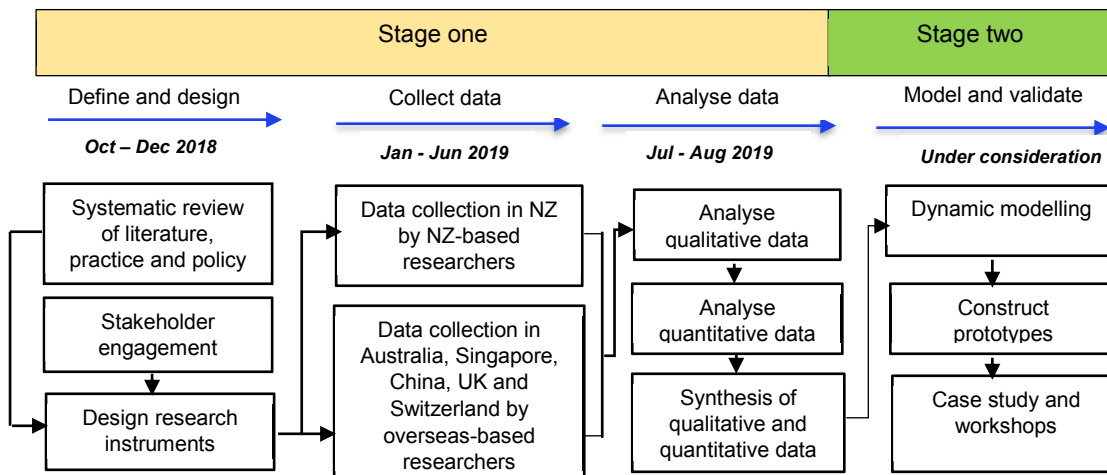 Stage one
Stage two
Define and design
Collect data
Analyse data
Model and validate
Oct – Dec 2018
Jan - Jun 2019
Jul - Aug 2019
Under consideration
Systematic review
of literature,
practice and policy
Stakeholder
engagement
Design research
instruments
Data collection in NZ
by NZ-based
researchers
Data collection in
Australia, Singapore,
China, UK and
Switzerland by
overseas-based
researchers
Analyse
qualitative data
Analyse
quantitative data
Synthesis of
qualitative and
quantitative data
Dynamic modelling
Construct
prototypes
Case study and
workshops